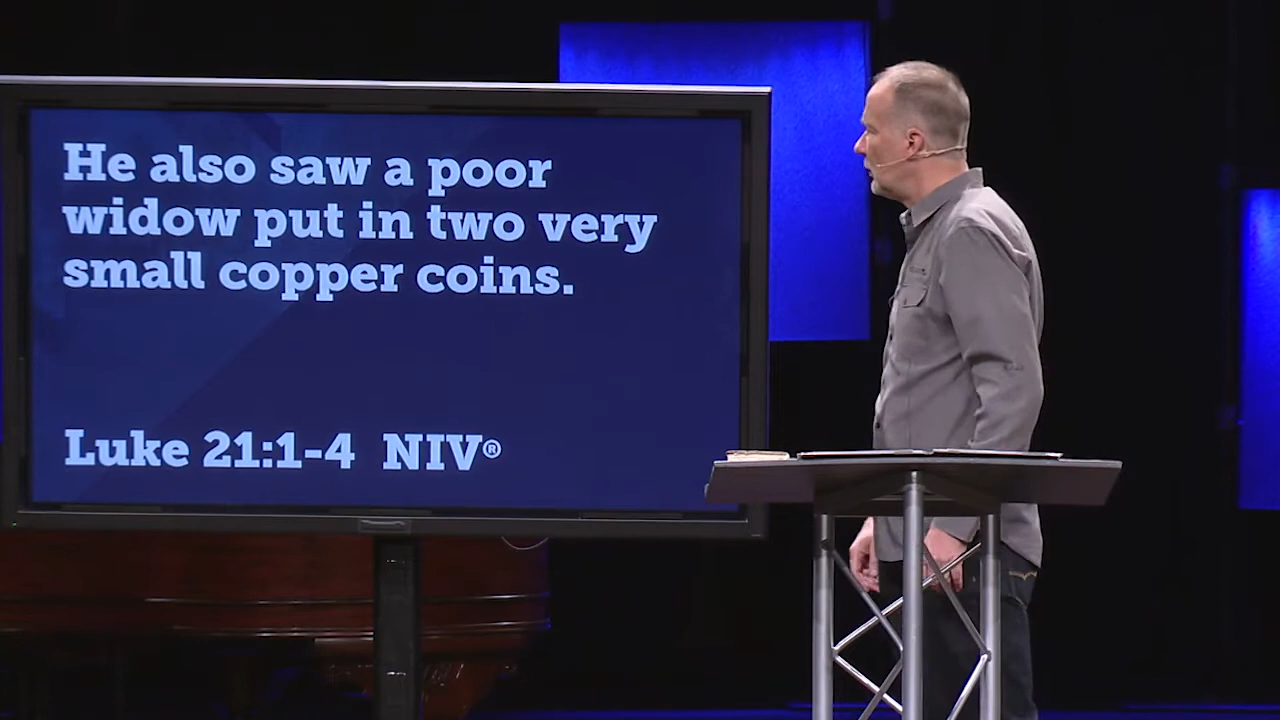 He also saw a poor
widow put in two very
small copper coins.
Luke 21:1-4 NIV®